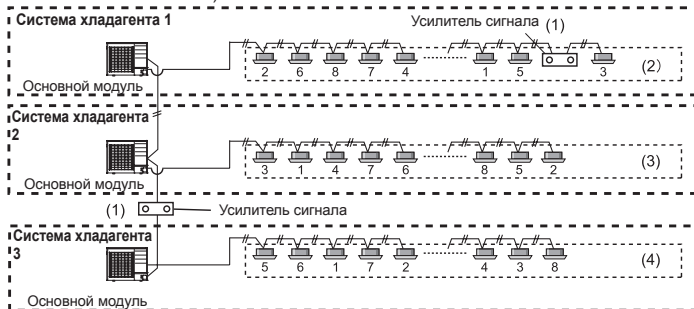 Система хладагента 1
Усилитель сигнала (1)
2 6 8 7 4 1 5 3 (2)
Основной модуль
Система хладагента
2
3 1 4 7 6 8 5 2 (3)
Основной модуль
(1) Усилитель сигнала
Система хладагента
3
5 6 1 7 2 4 3 8 (4)
Основной модуль